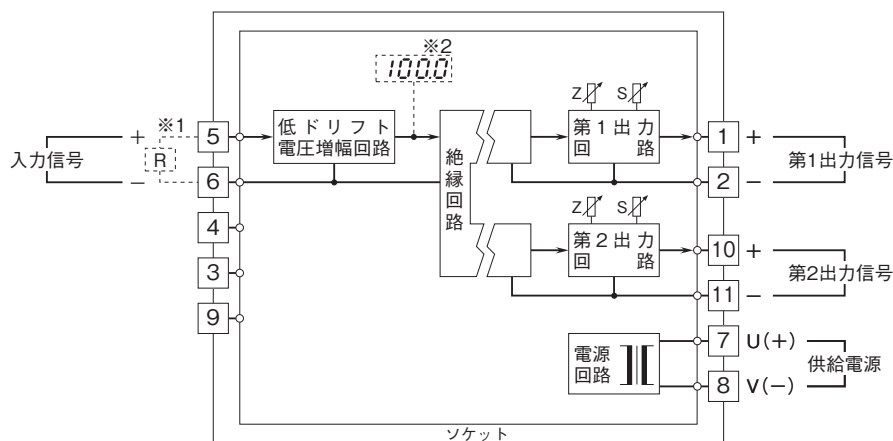 ※2
100.0
※1
+
5
低ドリフト
電圧増幅回路
入力信号
R
−
6
4
3
9
絶縁回路
Z
S
第1出力
回路
1
+
第1出力信号
2
−
Z
S
第2出力
回路
10
+
第2出力信号
11
−
電源
回路
7
U(+)
供給電源
8
V(−)
ソケット